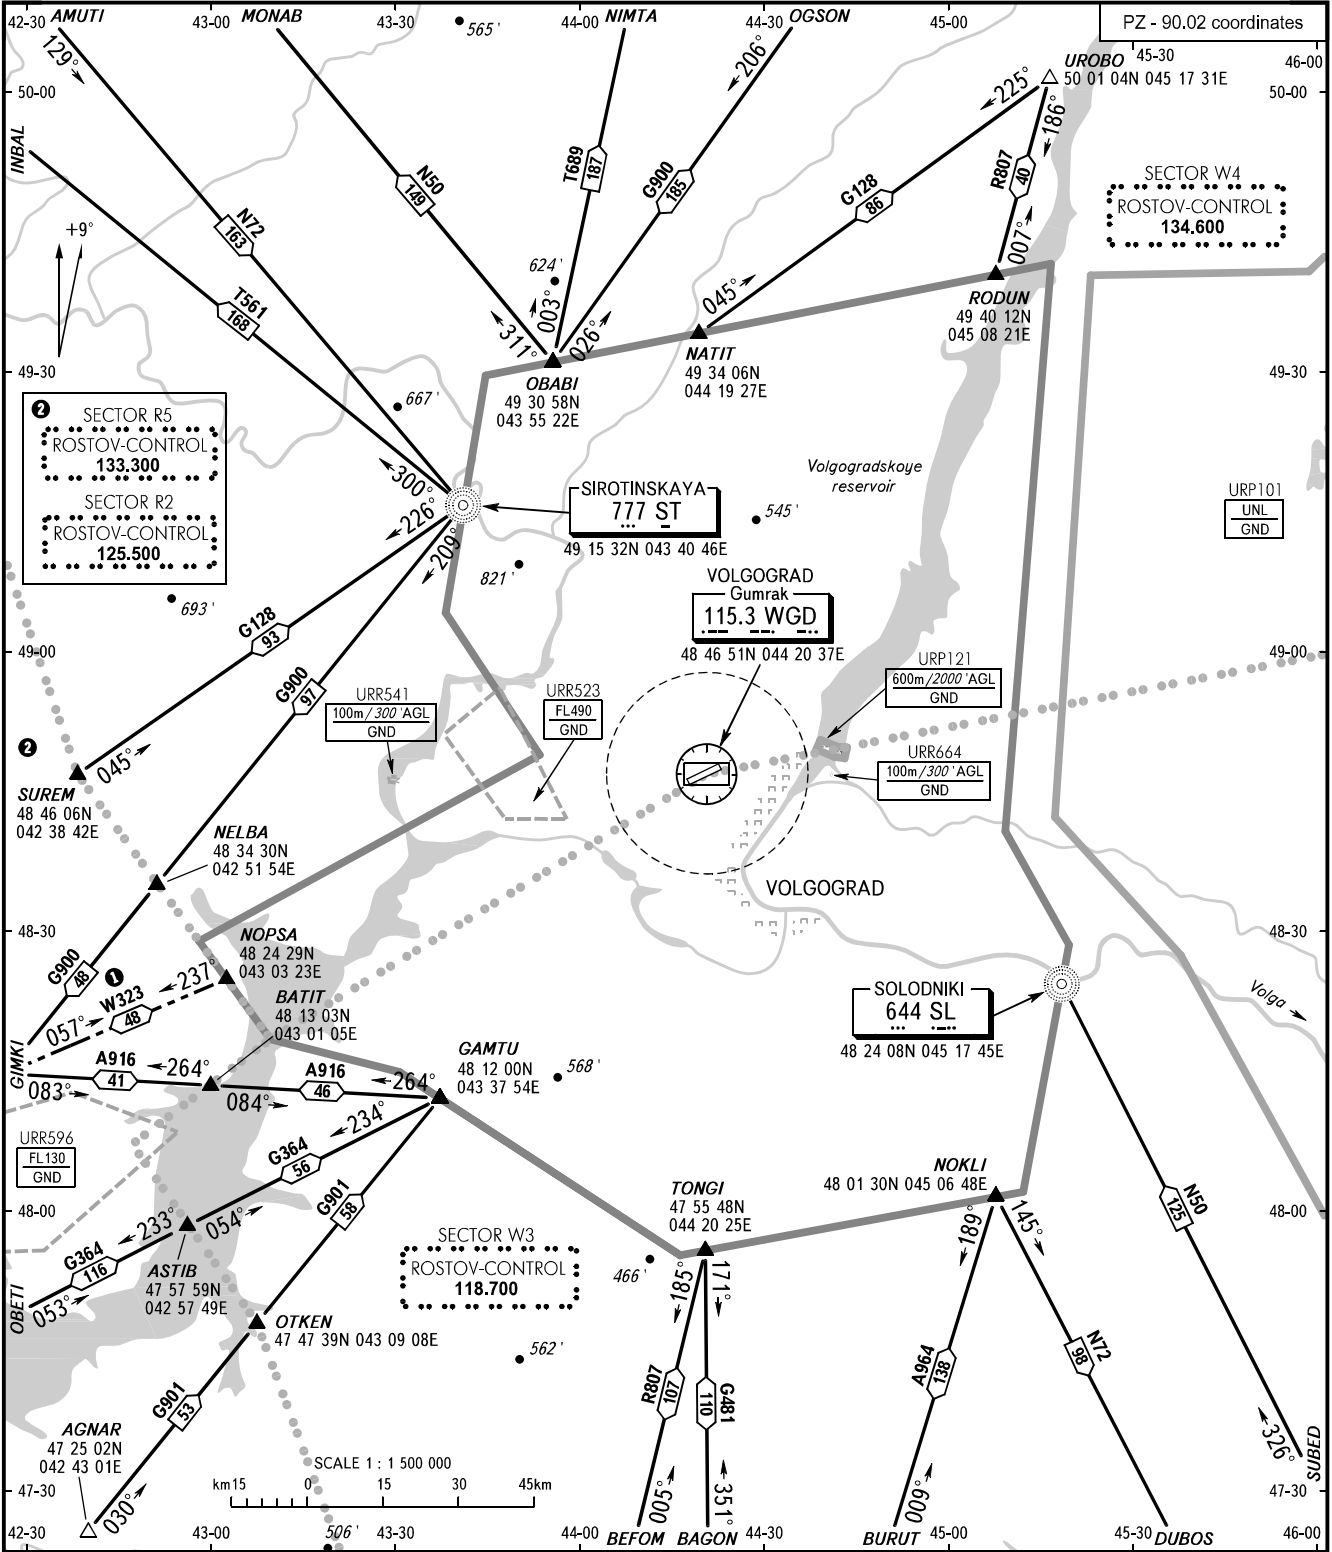 42-30
AMUTI
43-00
MONAB
43-30
565'
44-00
NIMTA
44-30
OGSON
45-00
PZ - 90.02 coordinates
45-30
46-00
UROBO
50 01 04N 045 17 31E
129°
206°
225°
186°
50-00
50-00
INBAL
N50
149
T689
187
G900
185
G128
86
R807
40
SECTOR W4
ROSTOV-CONTROL
134.600
+9°
N72
163
T561
168
624'
311°
003°
026°
045°
007°
RODUN
49 40 12N
045 08 21E
NATIT
49 34 06N
044 19 27E
OBABI
49 30 58N
043 55 22E
49-30
49-30
667'
2
SECTOR R5
ROSTOV-CONTROL
133.300
SECTOR R2
ROSTOV-CONTROL
125.500
300°
226°
209°
SIROTINSKAYA
777 ST
49 15 32N 043 40 46E
Volgogradskoye
reservoir
545'
URP101
UNL
GND
821'
693'
VOLGOGRAD
Gumrak
115.3 WGD
48 46 51N 044 20 37E
G128
93
G900
97
49-00
49-00
URR541
100m/300'AGL
GND
URR523
FL490
GND
URP121
600m/2000'AGL
GND
URR664
100m/300'AGL
GND
2
045°
SUREM
48 46 06N
042 38 42E
NELBA
48 34 30N
042 51 54E
VOLGOGRAD
48-30
48-30
NOPSA
48 24 29N
043 03 23E
G900
48
1
W323
48
237°
057°
BATIT
48 13 03N
043 01 05E
SOLODNIKI
644 SL
48 24 08N 045 17 45E
Volga
GIMKI
A916
41
264°
083°
A916
46
264°
084°
GAMTU
48 12 00N
043 37 54E
568'
234°
URR596
FL130
GND
G364
56
G901
58
NOKLI
48 01 30N 045 06 48E
TONGI
47 55 48N
044 20 25E
N50
125
48-00
48-00
233°
054°
G364
116
053°
OBETI
ASTIB
47 57 59N
042 57 49E
SECTOR W3
ROSTOV-CONTROL
118.700
466'
185°
171°
189°
145°
OTKEN
47 47 39N 043 09 08E
562'
R807
107
G481
110
A964
138
N72
98
G901
53
AGNAR
47 25 02N
042 43 01E
030°
SCALE 1 : 1 500 000
km15
0
15
30
45km
005°
351°
009°
326°
SUBED
47-30
47-30
42-30
43-00
506'
43-30
44-00
BEFOM
BAGON
44-30
BURUT
45-00
45-30
DUBOS
46-00